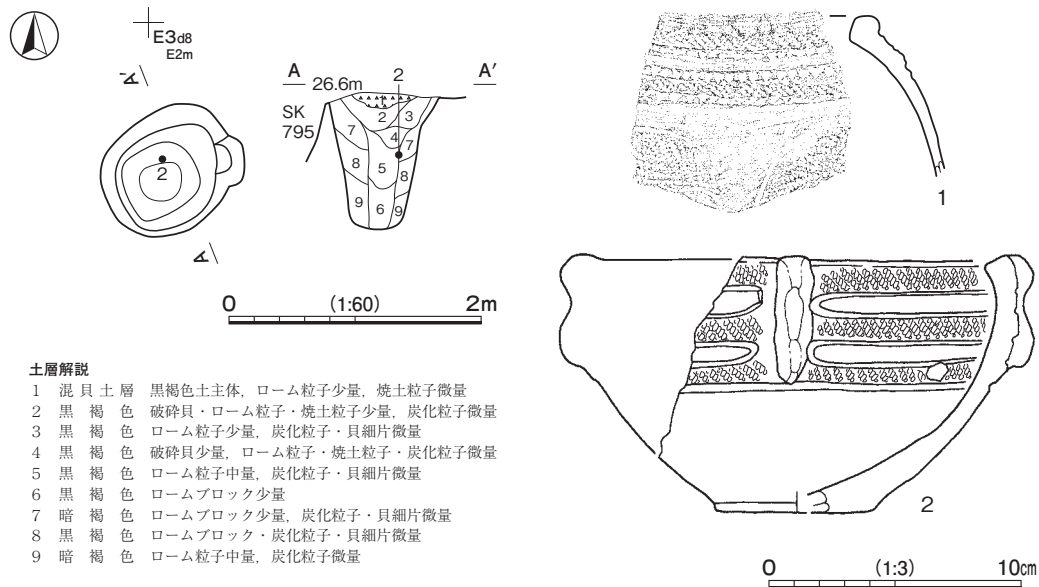 E3d8
E2m
A′
A
2
A 26.6m 2 A′
SK
795
1
2
3
4
5
6
7
7
8
8
9
9
0 (1:60) 2m
土層解説
1 混貝土層 黒褐色土主体，ローム粒子少量，焼土粒子微量
2 黒褐色 破砕貝・ローム粒子・焼土粒子少量，炭化粒子微量
3 黒褐色 ローム粒子少量，炭化粒子・貝細片微量
4 黒褐色 破砕貝少量，ローム粒子・焼土粒子・炭化粒子微量
5 黒褐色 ローム粒子中量，炭化粒子・貝細片微量
6 黒褐色 ロームブロック少量
7 暗褐色 ロームブロック少量，炭化粒子・貝細片微量
8 黒褐色 ロームブロック・炭化粒子・貝細片微量
9 暗褐色 ローム粒子中量，炭化粒子微量
1
2
0 (1:3) 10㎝